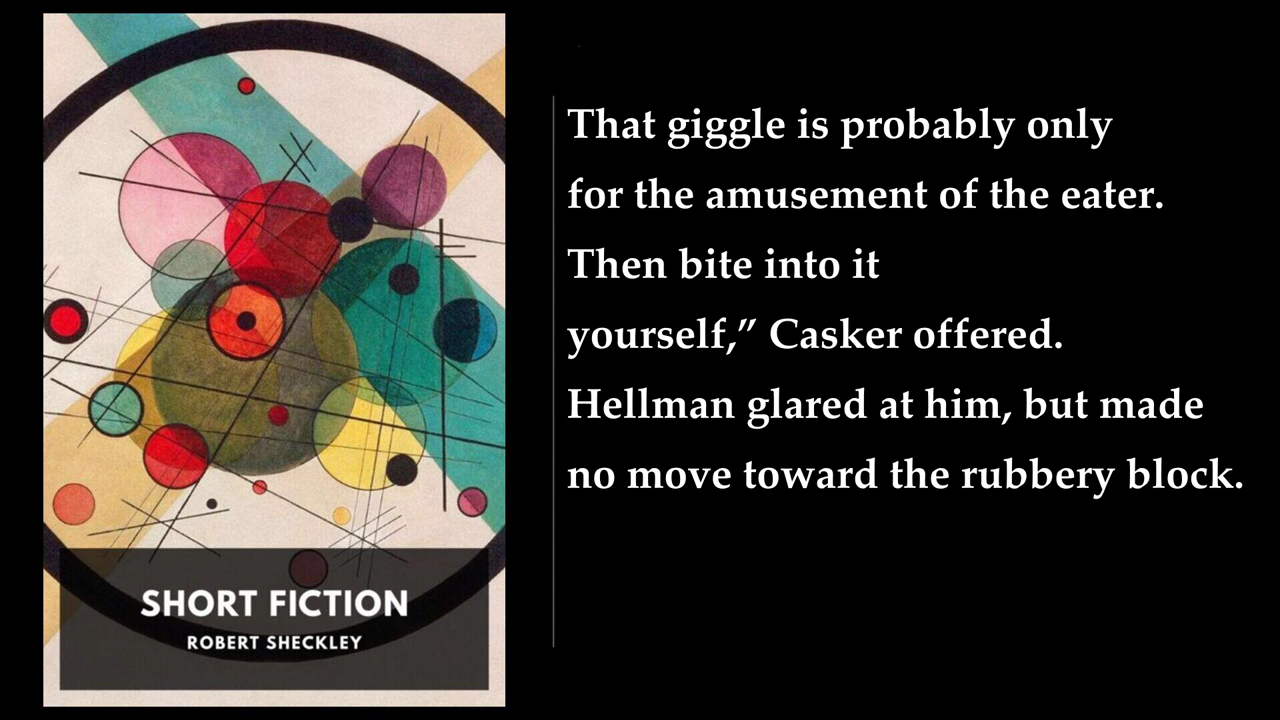 SHORT FICTION
ROBERT SHECKLEY
That giggle is probably only
for the amusement of the eater.
Then bite into it
yourself,” Casker offered.
Hellman glared at him, but made
no move toward the rubbery block.